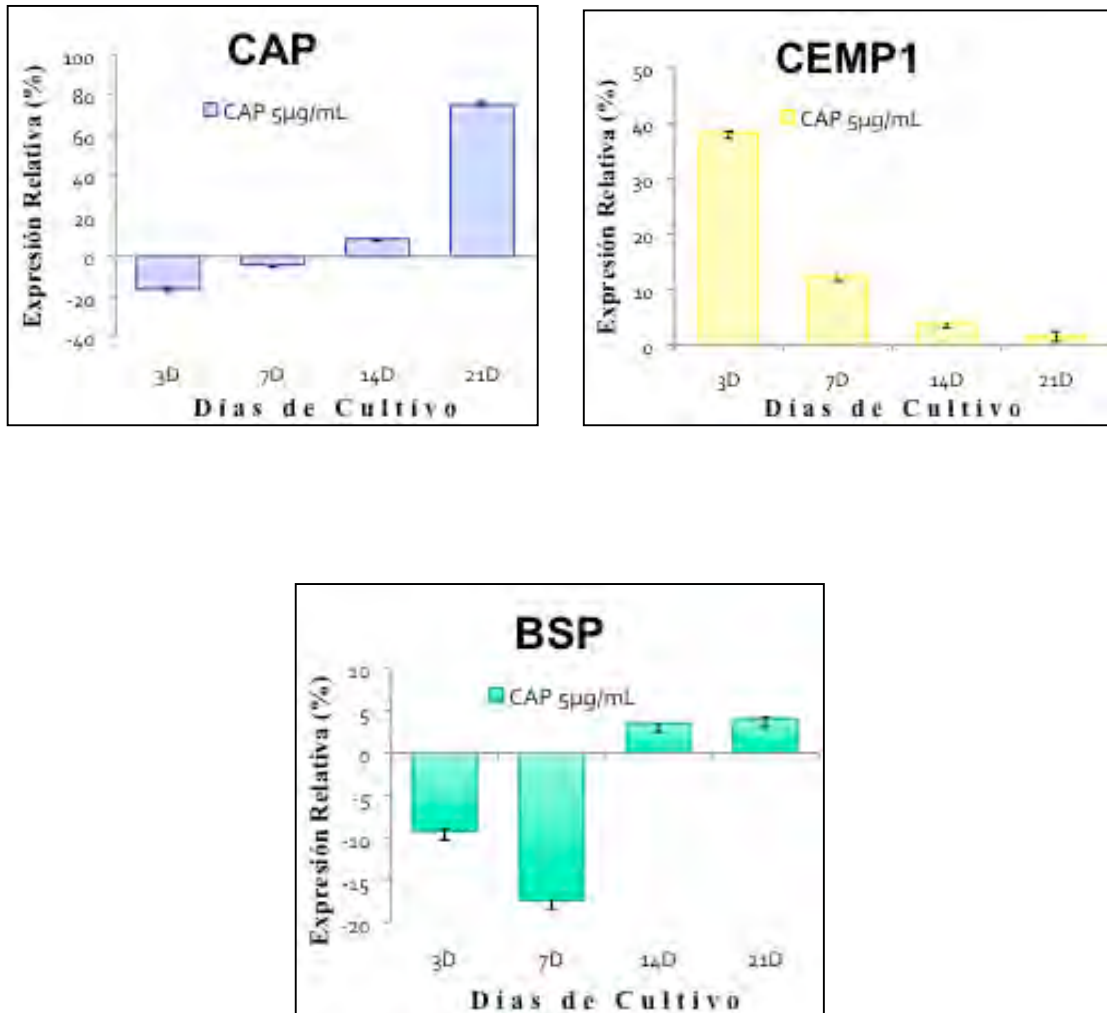 CAP
CAP 5µg/mL
Expresión Relativa (%)
100
80
60
40
20
0
-20
-40
3D 7D 14D 21D
Días de Cultivo
CEMP1
CAP 5µg/mL
Expresión Relativa (%)
50
40
30
20
10
0
3D 7D 14D 21D
Días de Cultivo
BSP
CAP 5µg/mL
Expresión Relativa (%)
10
5
0
-5
-10
-15
-20
3D 7D 14D 21D
Días de Cultivo